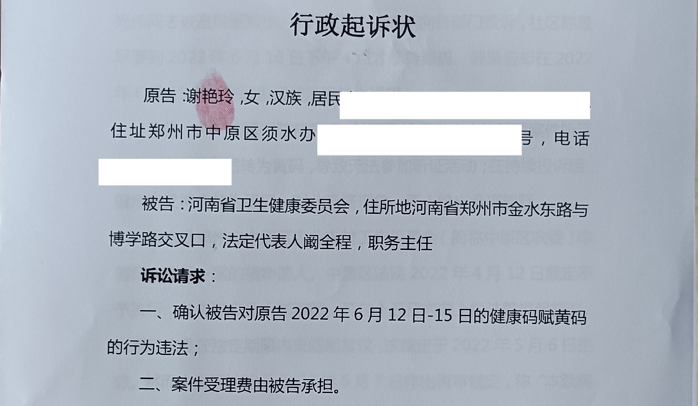 行政起诉状
原告:谢艳玲,女,汉族,居民
住址郑州市中原区须水办 号,电话
被告:河南省卫生健康委员会,住所地河南省郑州市金水东路与
博学路交叉口,法定代表人阚全程,职务主任
诉讼请求:
一、确认被告对原告 2022 年 6 月 12 日-15 日的健康码赋黄码
的行为违法;
二、案件受理费由被告承担。